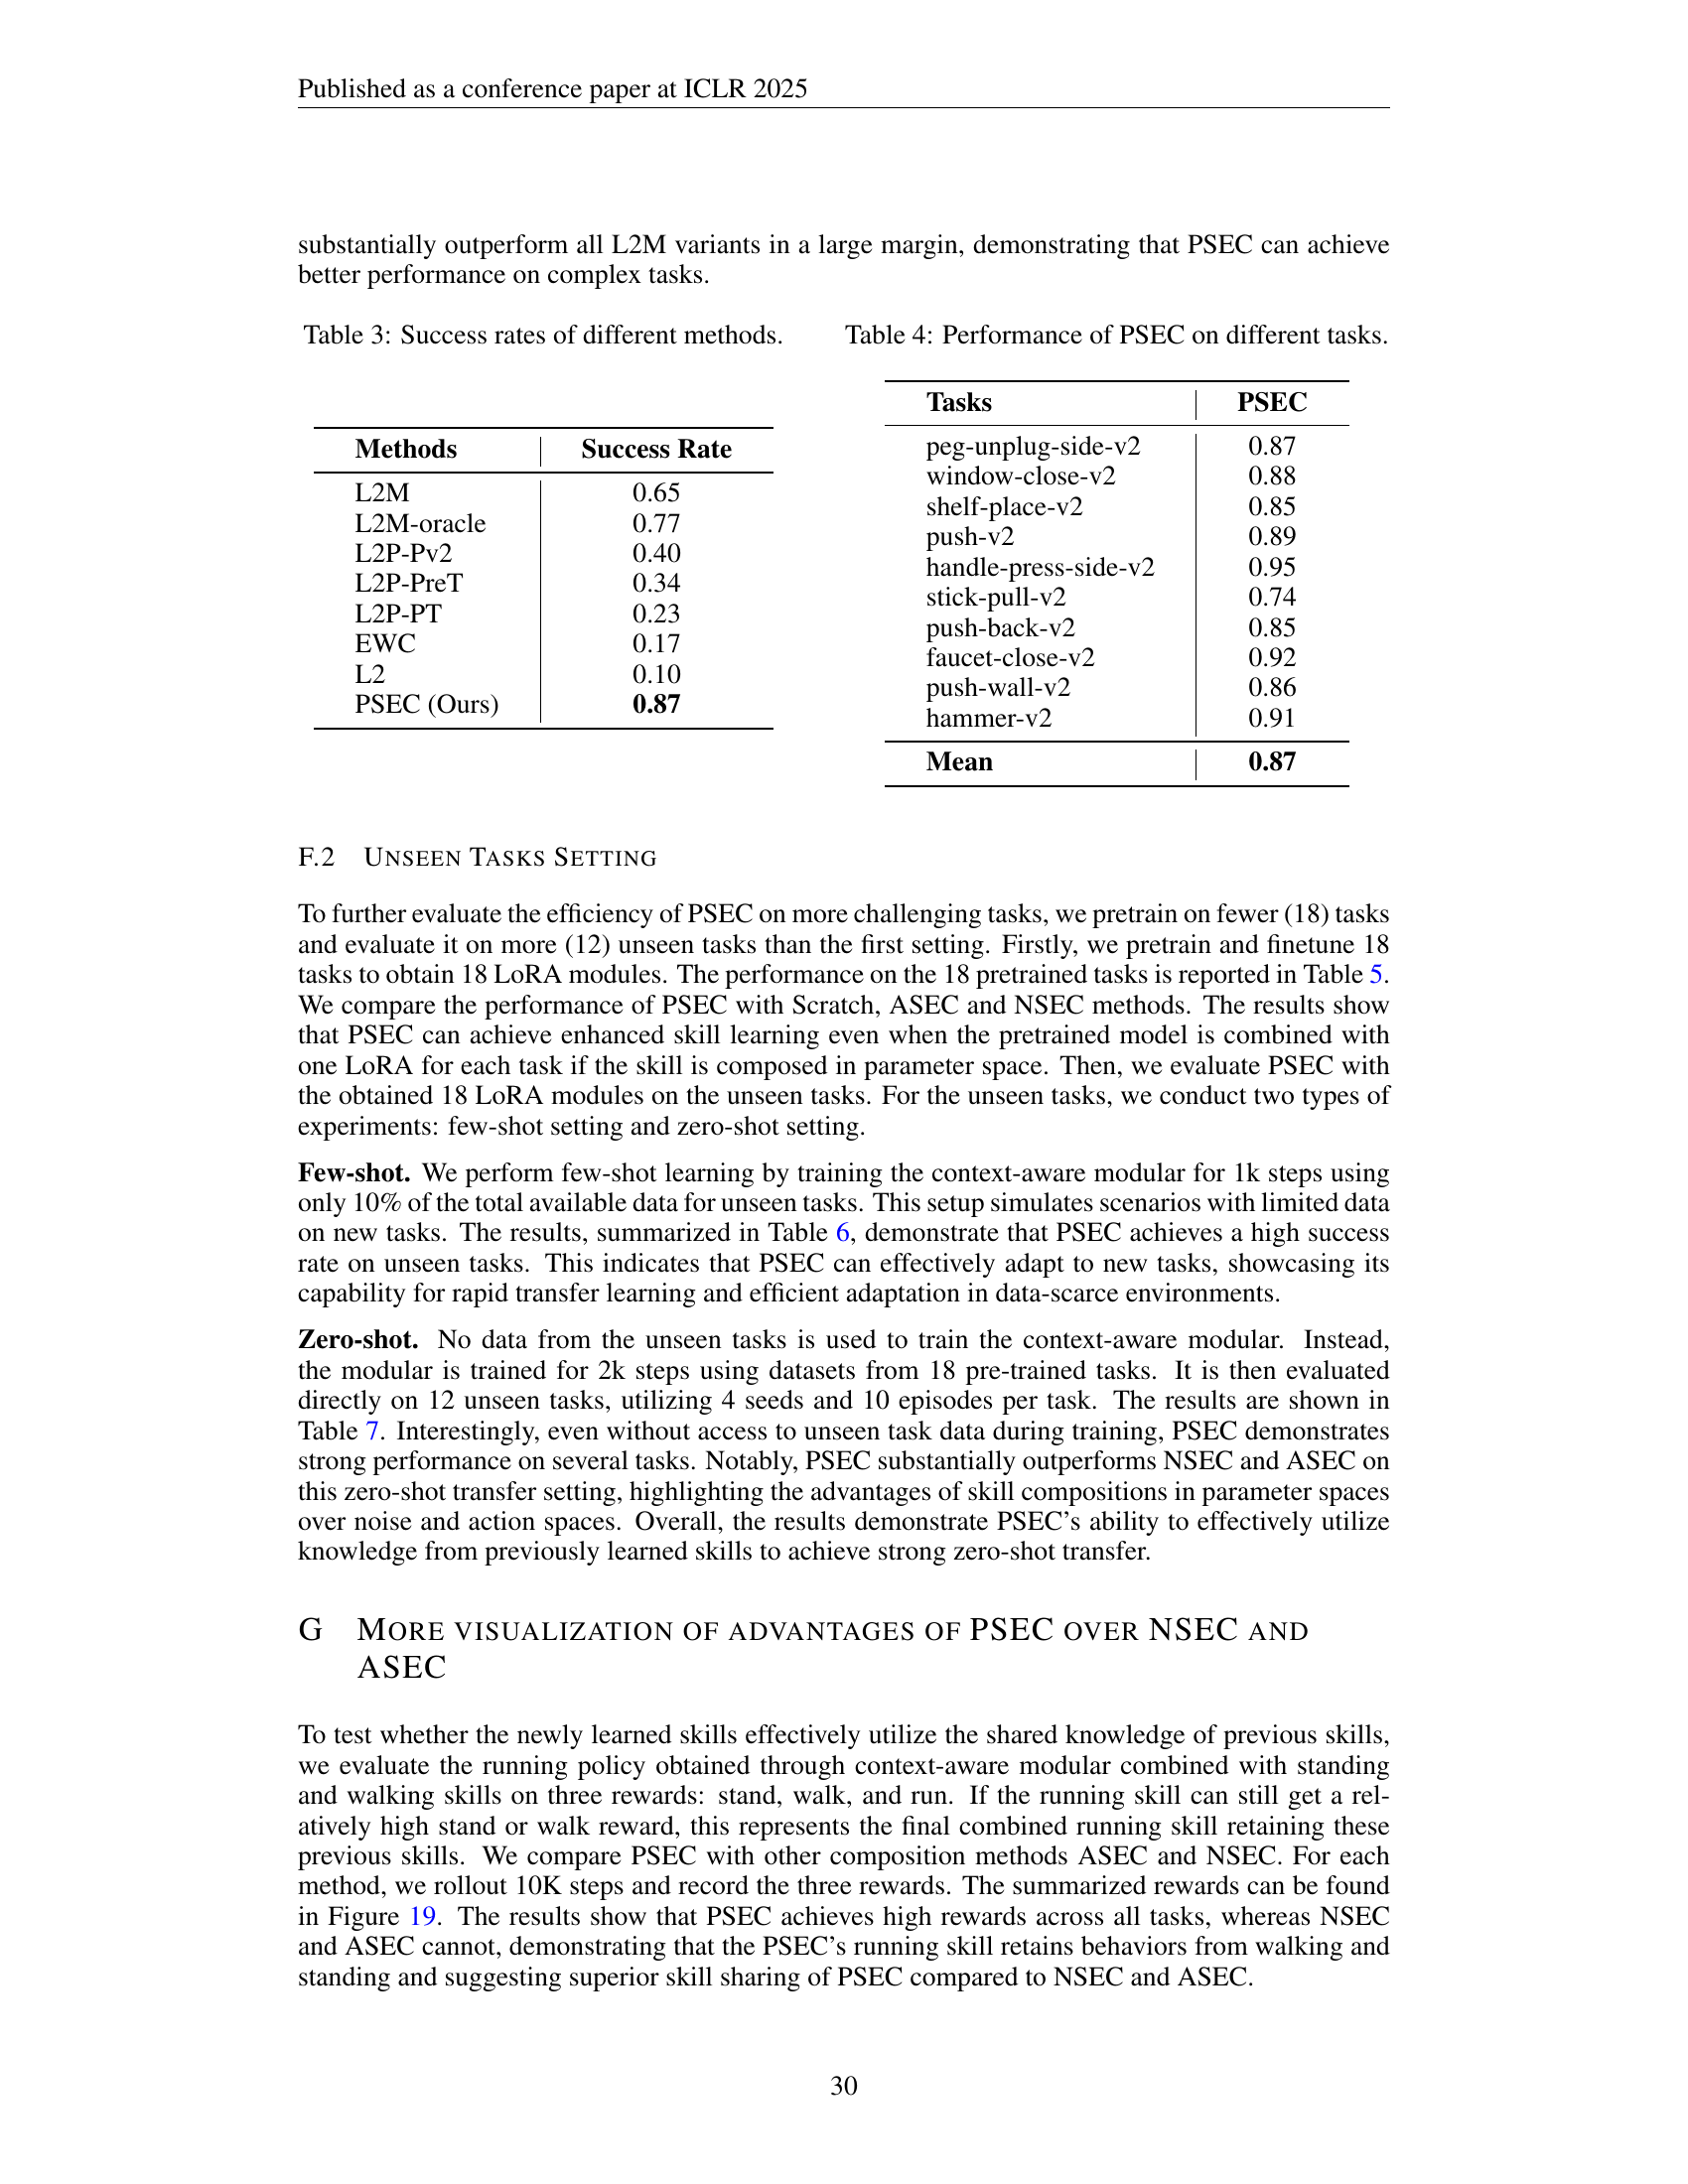 Published as a conference paper at ICLR 2025
substantially outperform all L2M variants in a large margin, demonstrating that PSEC can achieve
better performance on complex tasks.
Table 3: Success rates of different methods.
Methods Success Rate
L2M 0.65
L2M-oracle 0.77
L2P-Pv2 0.40
L2P-PreT 0.34
L2P-PT 0.23
EWC 0.17
L2 0.10
PSEC (Ours) 0.87
Table 4: Performance of PSEC on different tasks.
Tasks PSEC
peg-unplug-side-v2 0.87
window-close-v2 0.88
shelf-place-v2 0.85
push-v2 0.89
handle-press-side-v2 0.95
stick-pull-v2 0.74
push-back-v2 0.85
faucet-close-v2 0.92
push-wall-v2 0.86
hammer-v2 0.91
Mean 0.87
F.2 UNSEEN TASKS SETTING
To further evaluate the efficiency of PSEC on more challenging tasks, we pretrain on fewer (18) tasks
and evaluate it on more (12) unseen tasks than the first setting. Firstly, we pretrain and finetune 18
tasks to obtain 18 LoRA modules. The performance on the 18 pretrained tasks is reported in Table 5.
We compare the performance of PSEC with Scratch, ASEC and NSEC methods. The results show
that PSEC can achieve enhanced skill learning even when the pretrained model is combined with
one LoRA for each task if the skill is composed in parameter space. Then, we evaluate PSEC with
the obtained 18 LoRA modules on the unseen tasks. For the unseen tasks, we conduct two types of
experiments: few-shot setting and zero-shot setting.
Few-shot. We perform few-shot learning by training the context-aware modular for 1k steps using
only 10% of the total available data for unseen tasks. This setup simulates scenarios with limited data
on new tasks. The results, summarized in Table 6, demonstrate that PSEC achieves a high success
rate on unseen tasks. This indicates that PSEC can effectively adapt to new tasks, showcasing its
capability for rapid transfer learning and efficient adaptation in data-scarce environments.
Zero-shot. No data from the unseen tasks is used to train the context-aware modular. Instead,
the modular is trained for 2k steps using datasets from 18 pre-trained tasks. It is then evaluated
directly on 12 unseen tasks, utilizing 4 seeds and 10 episodes per task. The results are shown in
Table 7. Interestingly, even without access to unseen task data during training, PSEC demonstrates
strong performance on several tasks. Notably, PSEC substantially outperforms NSEC and ASEC on
this zero-shot transfer setting, highlighting the advantages of skill compositions in parameter spaces
over noise and action spaces. Overall, the results demonstrate PSEC's ability to effectively utilize
knowledge from previously learned skills to achieve strong zero-shot transfer.
G MORE VISUALIZATION OF ADVANTAGES OF PSEC OVER NSEC AND
ASEC
To test whether the newly learned skills effectively utilize the shared knowledge of previous skills,
we evaluate the running policy obtained through context-aware modular combined with standing
and walking skills on three rewards: stand, walk, and run. If the running skill can still get a rel-
atively high stand or walk reward, this represents the final combined running skill retaining these
previous skills. We compare PSEC with other composition methods ASEC and NSEC. For each
method, we rollout 10K steps and record the three rewards. The summarized rewards can be found
in Figure 19. The results show that PSEC achieves high rewards across all tasks, whereas NSEC
and ASEC cannot, demonstrating that the PSEC's running skill retains behaviors from walking and
standing and suggesting superior skill sharing of PSEC compared to NSEC and ASEC.
30